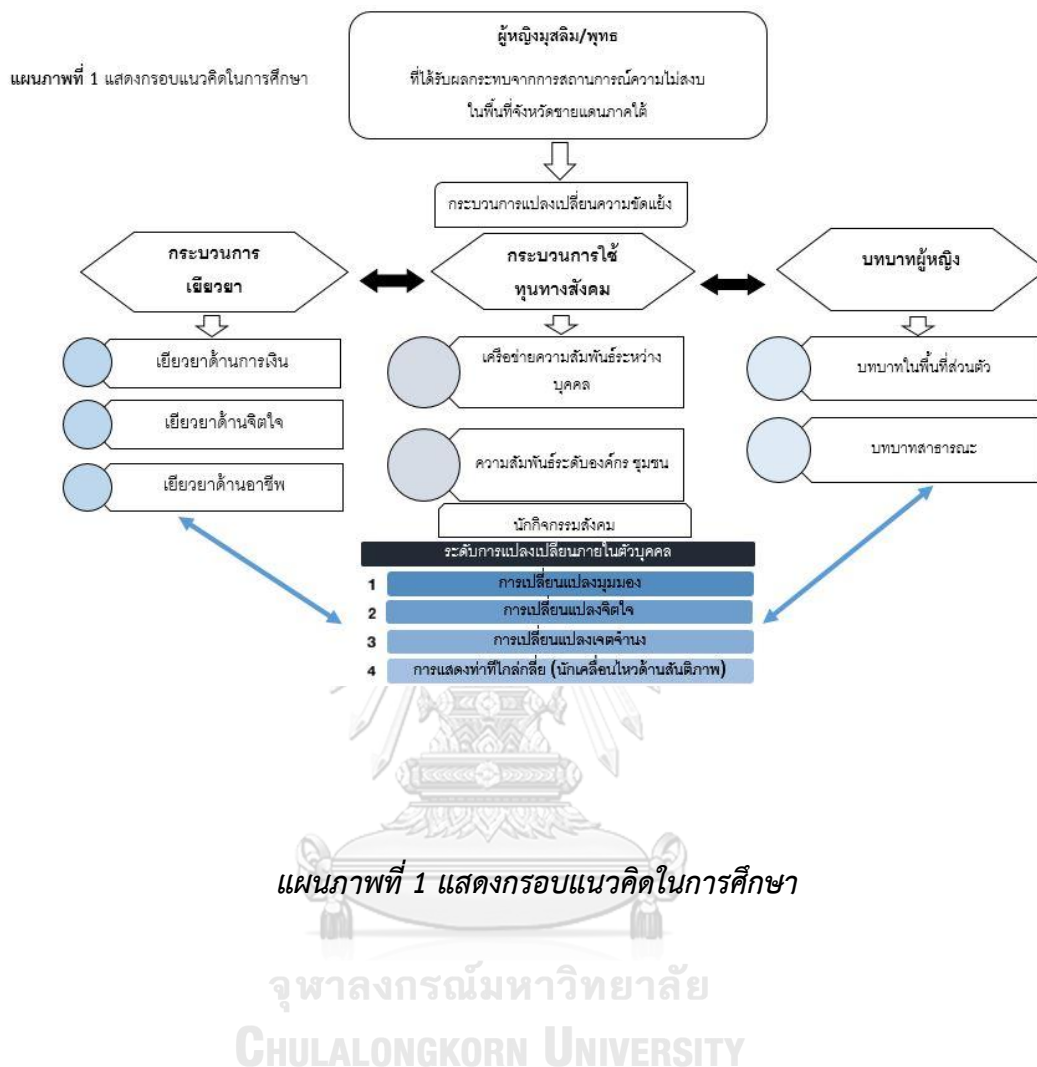 ผู้หญิงมุสลิม/พุทธ
แผนภาพที่ 1 แสดงกรอบแนวคิดในการศึกษา
ที่ได้รับผลกระทบจากการสถานการณ์ความไม่สงบ
ในพื้นที่จังหวัดชายแดนภาคใต้
กระบวนการแปลงเปลี่ยนความขัดแย้ง
กระบวนการ
เยียวยา
กระบวนการใช้
ทุนทางสังคม
บทบาทผู้หญิง
เยียวยาด้านการเงิน
เยียวยาด้านจิตใจ
เยียวยาด้านอาชีพ
เครือข่ายความสัมพันธ์ระหว่าง
บุคคล
ความสัมพันธ์ระดับองค์กร ชุมชน
บทบาทในพื้นที่ส่วนตัว
บทบาทสาธารณะ
นักกิจกรรมสังคม
ระดับการแปลงเปลี่ยนภายในตัวบุคคล
1 การเปลี่ยนแปลงมุมมอง
2 การเปลี่ยนแปลงจิตใจ
3 การเปลี่ยนแปลงเจตจำนง
4 การแสดงท่าทีไกล่กลี่ย (นักเคลื่อนไหวด้านสันติภาพ)
แผนภาพที่ 1 แสดงกรอบแนวคิดในการศึกษา
จุฬาลงกรณ์มหาวิทยาลัย
CHULALONGKORN UNIVERSITY